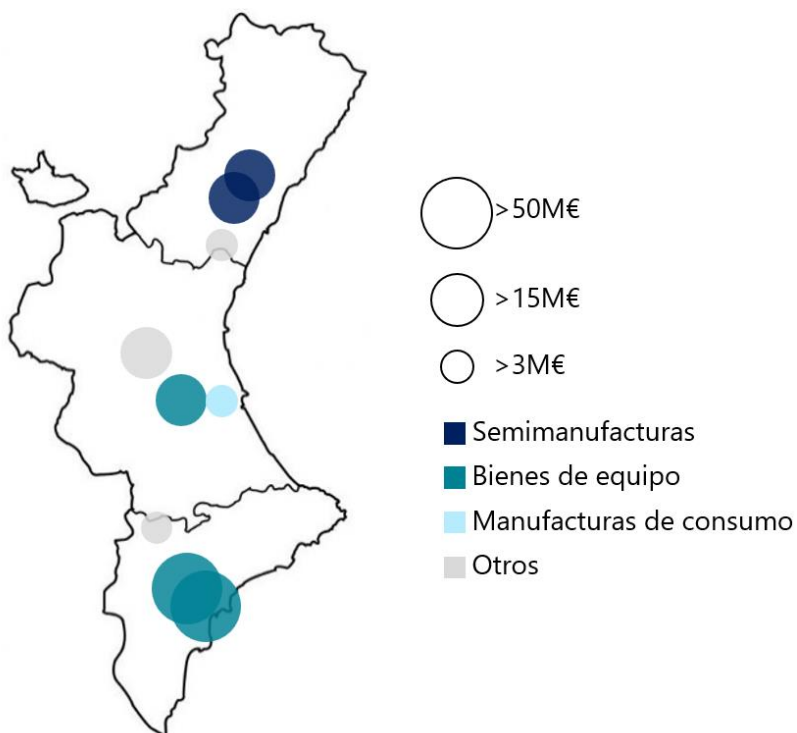 >50M€
>15M€
>3M€
Semimanufacturas
Bienes de equipo
Manufacturas de consumo
Otros